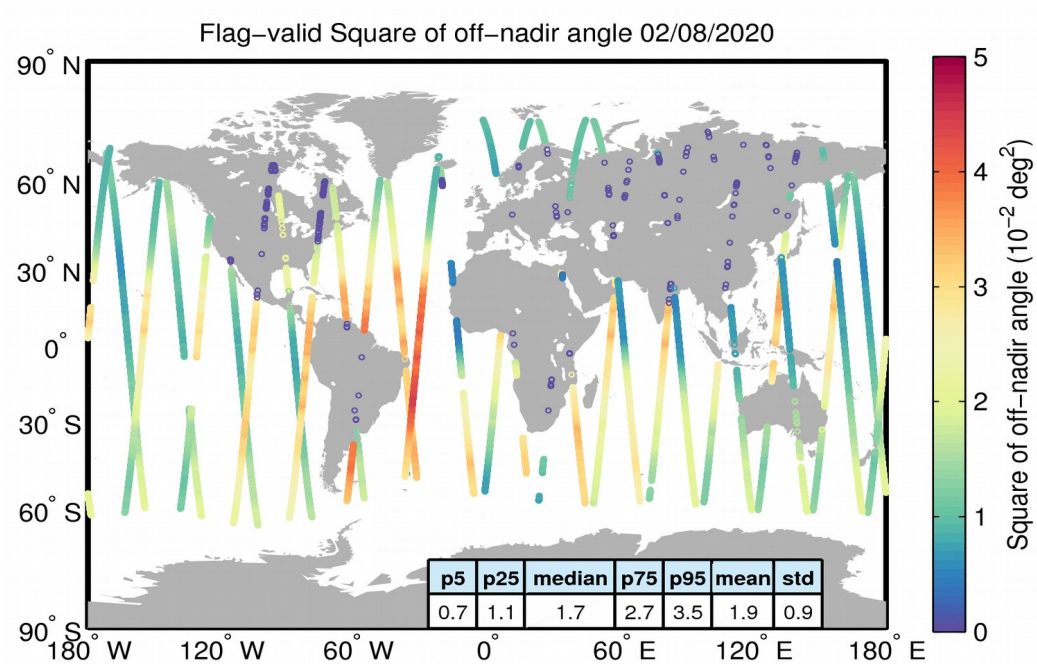 Flag−valid Square of off−nadir angle 02/08/2020
90° N
60° N
30° N
0°
30° S
60° S
90° S
180° W
120° W
60° W
0°
60° E
120° E
180° E
5
4
3
2
1
0
Square of off−nadir angle (10⁻² deg²)
p5 p25 median p75 p95 mean std
0.7 1.1 1.7 2.7 3.5 1.9 0.9